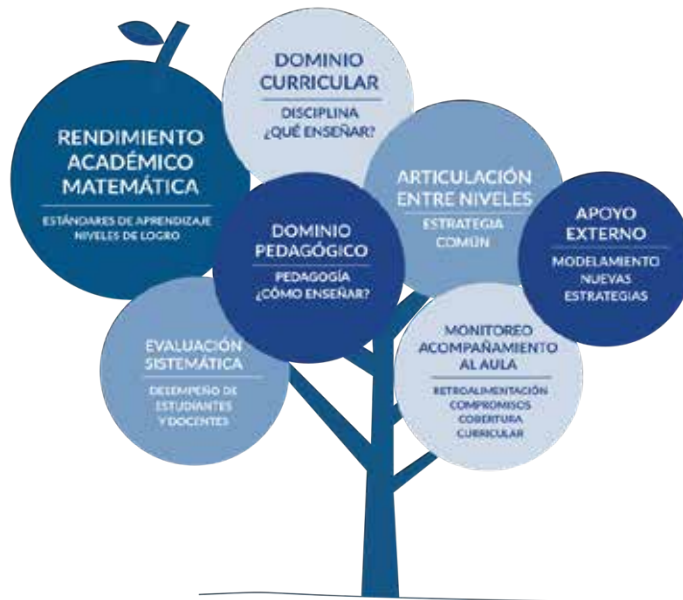 RENDIMIENTO
ACADÉMICO
MATEMÁTICA
ESTÁNDARES DE APRENDIZAJE
NIVELES DE LOGRO
DOMINIO
CURRICULAR
DISCIPLINA
¿QUÉ ENSEÑAR?
DOMINIO
PEDAGÓGICO
PEDAGOGÍA
¿CÓMO ENSEÑAR?
ARTICULACIÓN
ENTRE NIVELES
ESTRATEGIA
COMÚN
APOYO
EXTERNO
MODELAMIENTO
NUEVAS
ESTRATEGIAS
EVALUACIÓN
SISTEMÁTICA
DESEMPEÑO DE
ESTUDIANTES
Y DOCENTES
MONITOREO
ACOMPAÑAMIENTO
AL AULA
RETROALIMENTACIÓN
COMPROMISOS
COBERTURA
CURRICULAR